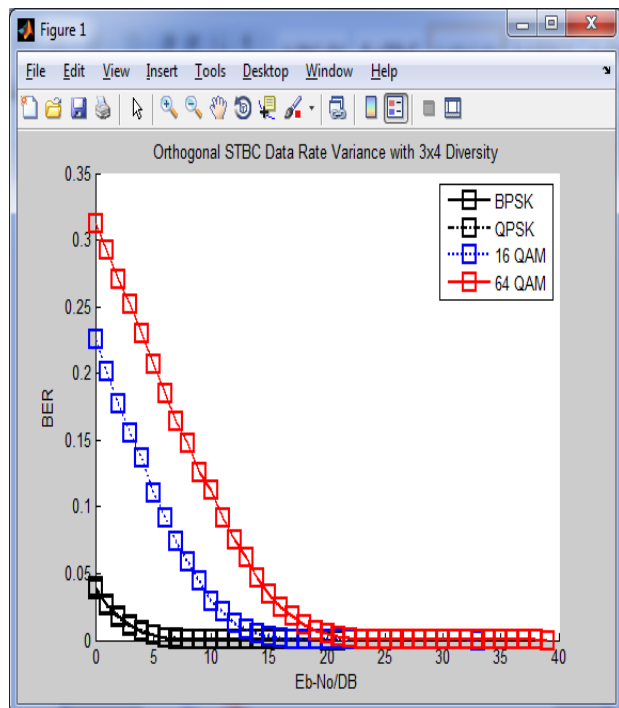 Figure 1
File Edit View Insert Tools Desktop Window Help
Orthogonal STBC Data Rate Variance with 3x4 Diversity
0.35
0.3
0.25
0.2
0.15
0.1
0.05
0
BER
BPSK
QPSK
16 QAM
64 QAM
0 5 10 15 20 25 30 35 40
Eb-No/DB